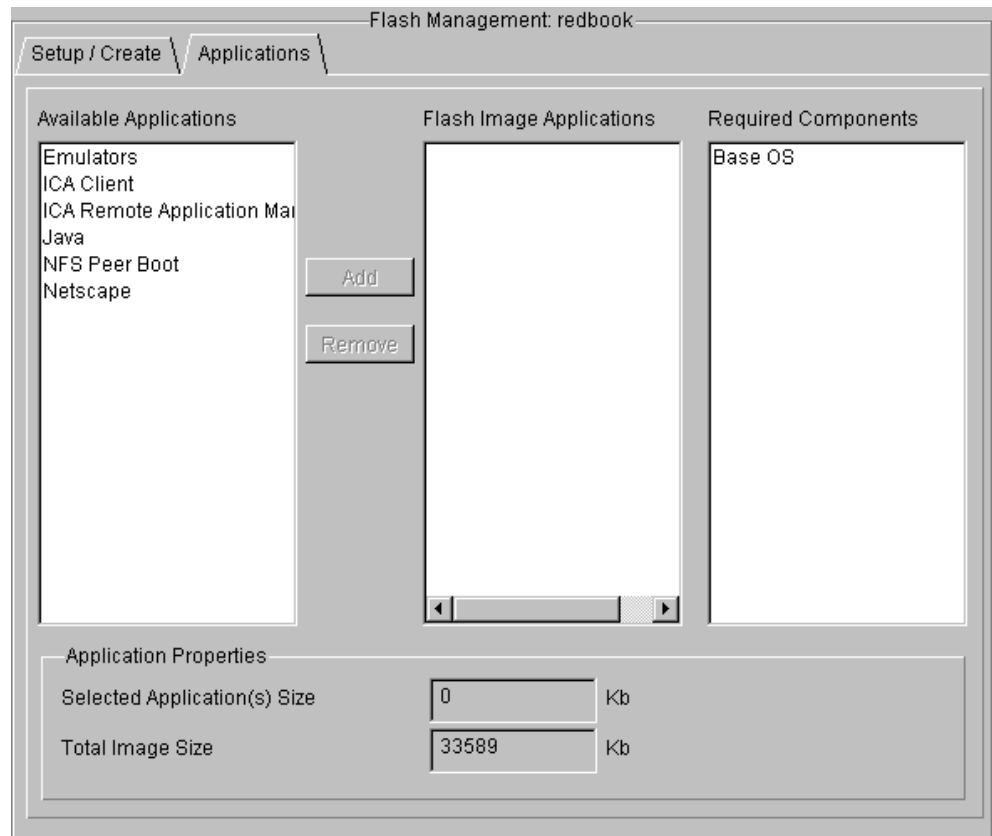 Flash Management: redbook
Setup / Create
Applications
Available Applications
Emulators
ICA Client
ICA Remote Application Mar
Java
NFS Peer Boot
Netscape
Add
Remove
Flash Image Applications
Required Components
Base OS
Application Properties
Selected Application(s) Size 0 Kb
Total Image Size 33589 Kb